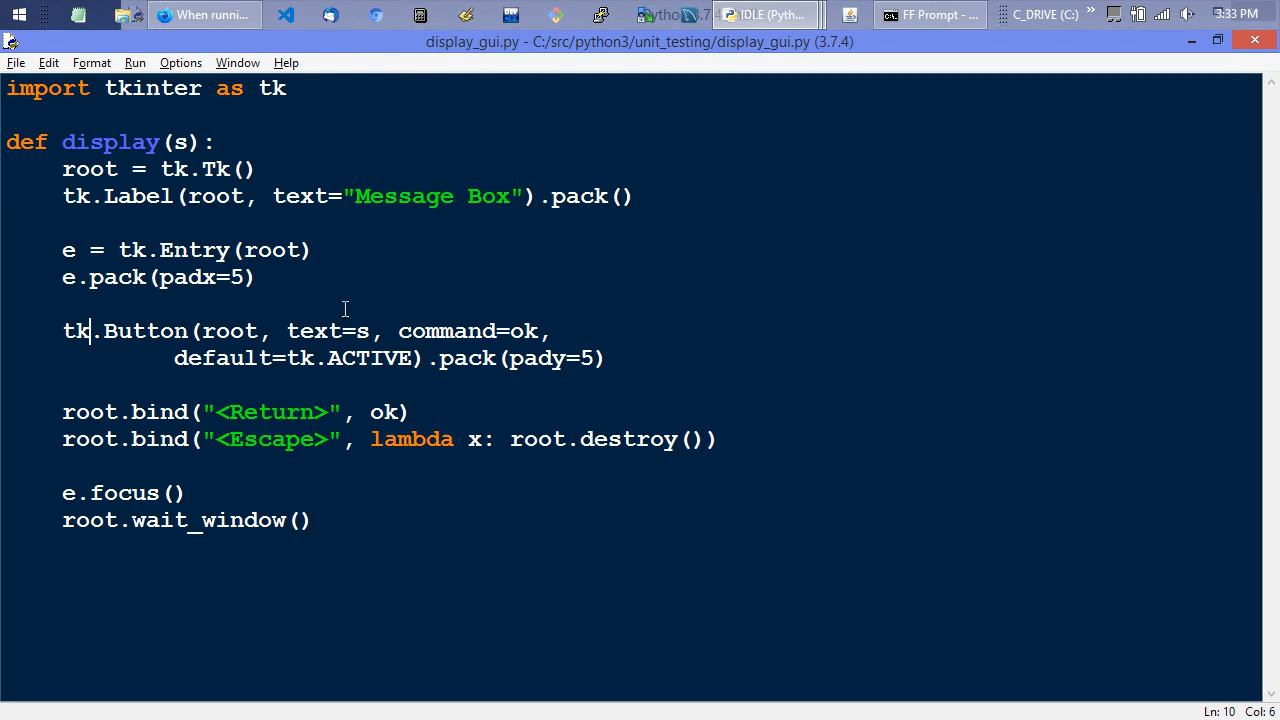 When runni...
Python 3.7.4
IDLE (Pyth...
FF Prompt - ...
C_DRIVE (C:)
3:33 PM
display_gui.py - C:/src/python3/unit_testing/display_gui.py (3.7.4)
File Edit Format Run Options Window Help
import tkinter as tk
def display(s):
    root = tk.Tk()
    tk.Label(root, text="Message Box").pack()
    e = tk.Entry(root)
    e.pack(padx=5)
    tk.Button(root, text=s, command=ok,
            default=tk.ACTIVE).pack(pady=5)
    root.bind("<Return>", ok)
    root.bind("<Escape>", lambda x: root.destroy())
    e.focus()
    root.wait_window()
Ln: 10 Col: 6